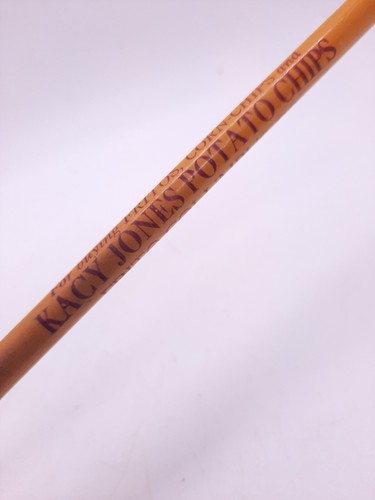 For buying FRITOS, CORN CHIPS and
KACY JONES POTATO CHIPS